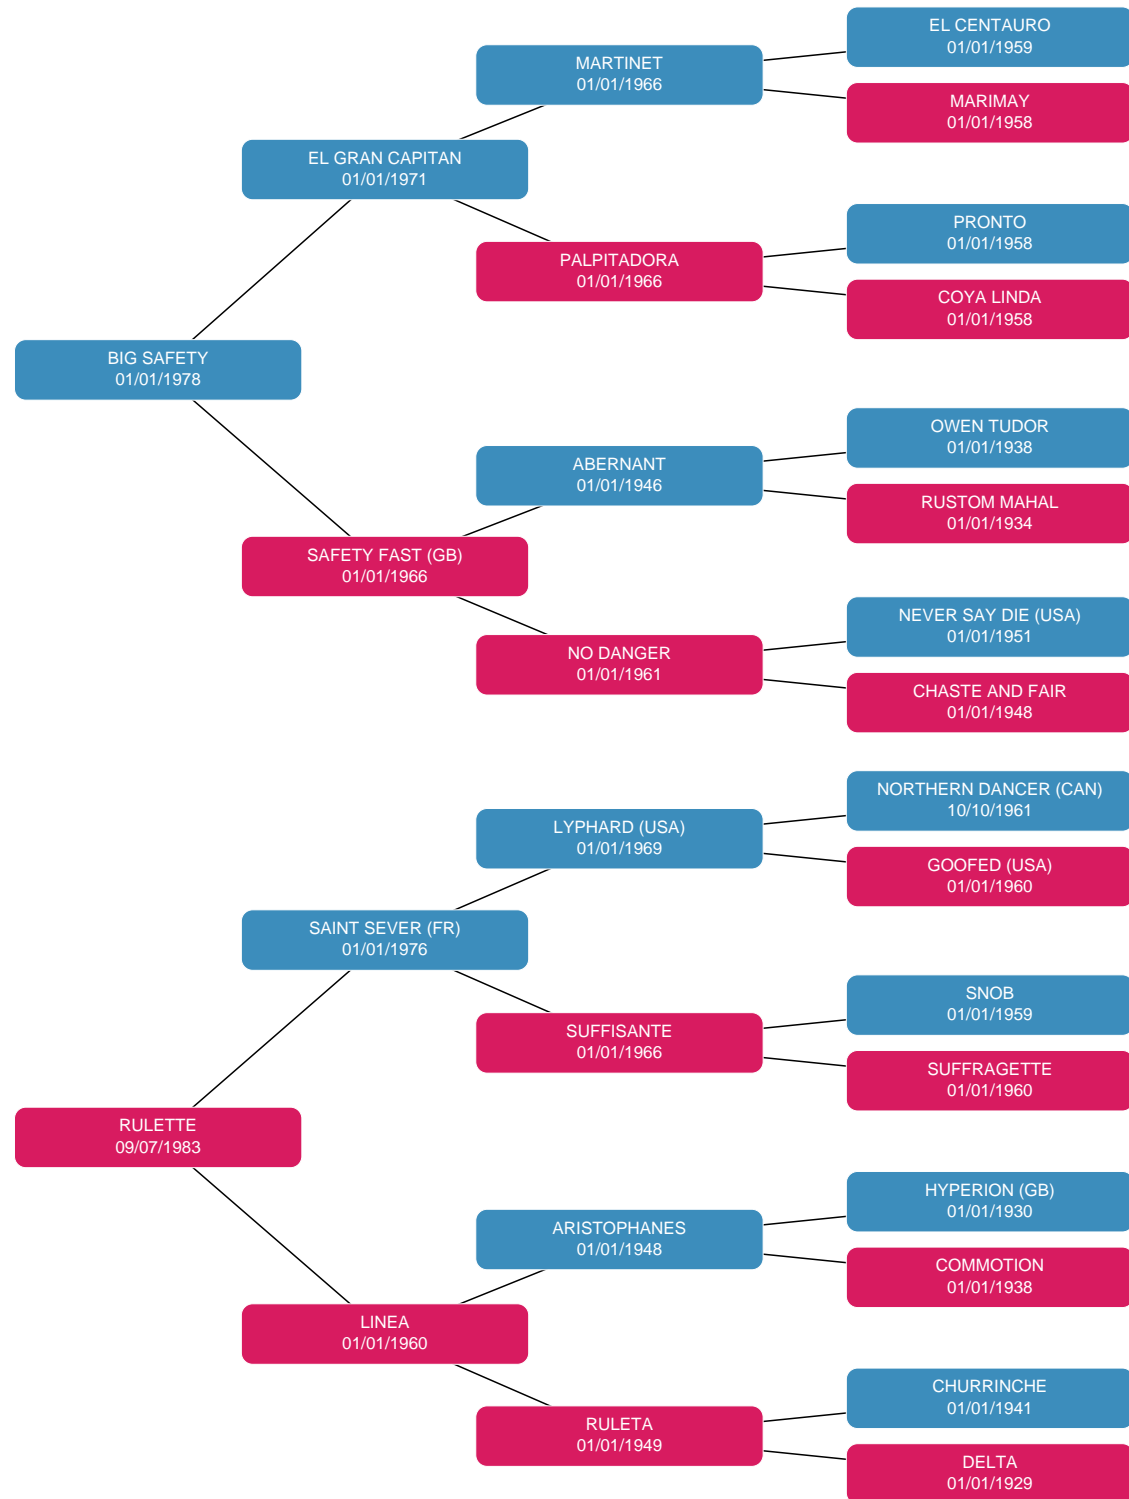 EL CENTAURO
01/01/1959
MARTINET
01/01/1966
MARIMAY
01/01/1958
EL GRAN CAPITAN
01/01/1971
PRONTO
01/01/1958
PALPITADORA
01/01/1966
COYA LINDA
01/01/1958
BIG SAFETY
01/01/1978
OWEN TUDOR
01/01/1938
ABERNANT
01/01/1946
RUSTOM MAHAL
01/01/1934
SAFETY FAST (GB)
01/01/1966
NEVER SAY DIE (USA)
01/01/1951
NO DANGER
01/01/1961
CHASTE AND FAIR
01/01/1948
NORTHERN DANCER (CAN)
10/10/1961
LYPHARD (USA)
01/01/1969
GOOFED (USA)
01/01/1960
SAINT SEVER (FR)
01/01/1976
SNOB
01/01/1959
SUFFISANTE
01/01/1966
SUFFRAGETTE
01/01/1960
RULETTE
09/07/1983
HYPERION (GB)
01/01/1930
ARISTOPHANES
01/01/1948
COMMOTION
01/01/1938
LINEA
01/01/1960
CHURRINCHE
01/01/1941
RULETA
01/01/1949
DELTA
01/01/1929